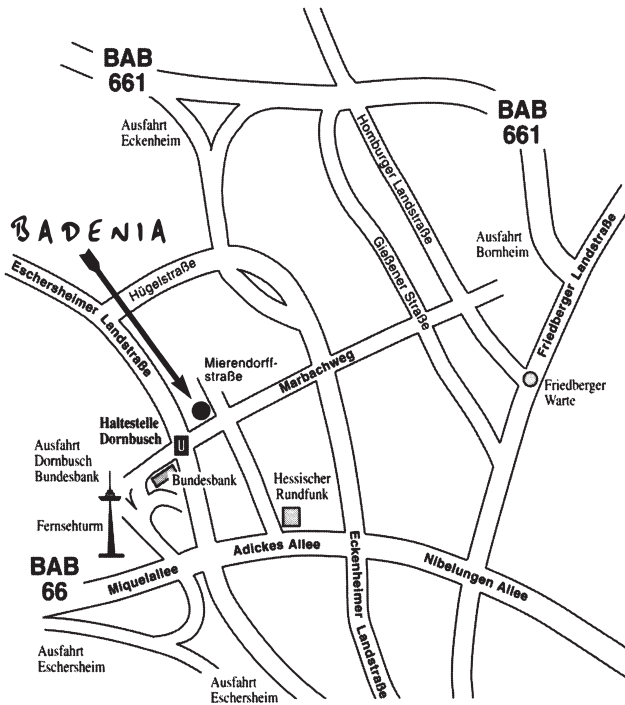 BAB
661
Ausfahrt
Eckenheim
BAB
661
Homburger Landstraße
BADENIA
Ausfahrt
Bornheim
Gießener Straße
Friedberger Landstraße
Eschersheimer
Landstraße
Hügelstraße
Mierendorff-
straße
Marbachweg
Friedberger
Warte
Haltestelle
Dornbusch
U
Ausfahrt
Dornbusch
Bundesbank
Bundesbank
Hessischer
Rundfunk
Fernsehturm
BAB
66
Miquelallee
Adickes Allee
Eckenheimer
Landstraße
Nibelungen Allee
Ausfahrt
Eschersheim
Ausfahrt
Eschersheim